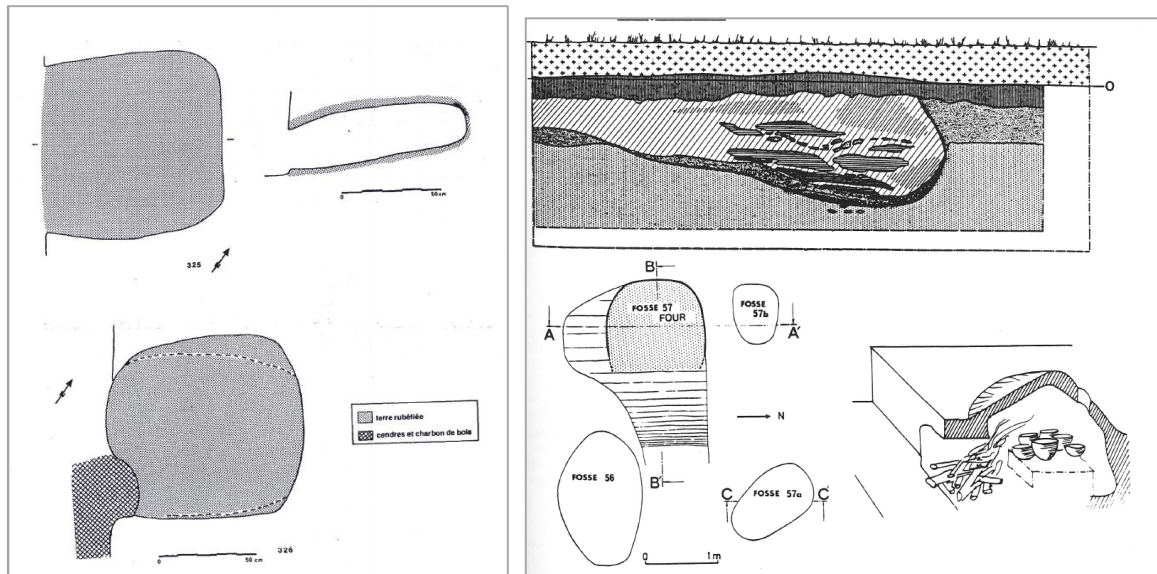 0 50 cm
325
terre rubéfiée
cendres et charbon de bois
0 50 cm
326
O
B
FOSSE 57
FOUR
FOSSE
57b
A
A'
N
FOSSE 56
B'
C
FOSSE 57a
C'
0 1m